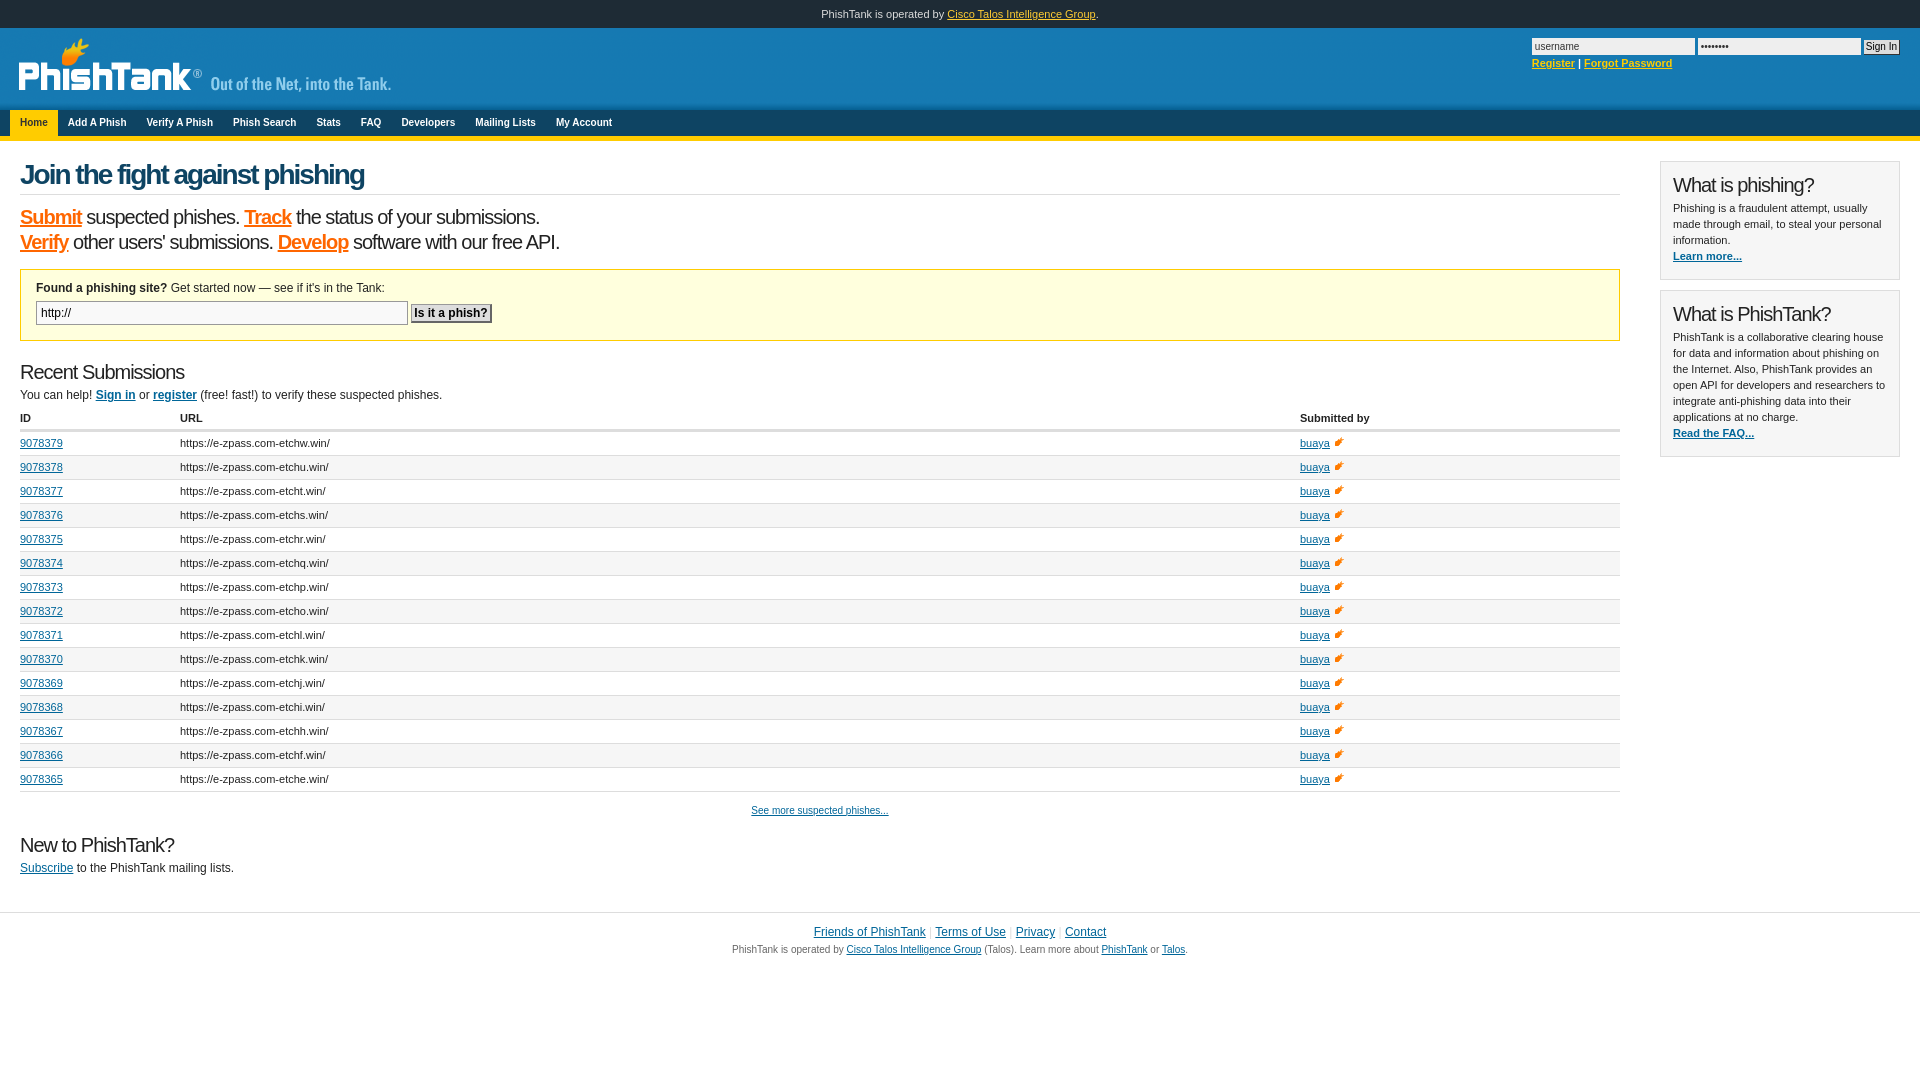 PhishTank is operated by Cisco Talos Intelligence Group.
PhishTank® Out of the Net, into the Tank.
username •••••••• Sign In
Register | Forgot Password
Home Add A Phish Verify A Phish Phish Search Stats FAQ Developers Mailing Lists My Account
Join the fight against phishing
Submit suspected phishes. Track the status of your submissions.
Verify other users' submissions. Develop software with our free API.
Found a phishing site? Get started now — see if it's in the Tank:
http:// Is it a phish?
Recent Submissions
You can help! Sign in or register (free! fast!) to verify these suspected phishes.
ID URL Submitted by
9078379 https://e-zpass.com-etchw.win/ buaya
9078378 https://e-zpass.com-etchu.win/ buaya
9078377 https://e-zpass.com-etcht.win/ buaya
9078376 https://e-zpass.com-etchs.win/ buaya
9078375 https://e-zpass.com-etchr.win/ buaya
9078374 https://e-zpass.com-etchq.win/ buaya
9078373 https://e-zpass.com-etchp.win/ buaya
9078372 https://e-zpass.com-etcho.win/ buaya
9078371 https://e-zpass.com-etchl.win/ buaya
9078370 https://e-zpass.com-etchk.win/ buaya
9078369 https://e-zpass.com-etchj.win/ buaya
9078368 https://e-zpass.com-etchi.win/ buaya
9078367 https://e-zpass.com-etchh.win/ buaya
9078366 https://e-zpass.com-etchf.win/ buaya
9078365 https://e-zpass.com-etche.win/ buaya
See more suspected phishes...
New to PhishTank?
Subscribe to the PhishTank mailing lists.
What is phishing?
Phishing is a fraudulent attempt, usually
made through email, to steal your personal
information.
Learn more...
What is PhishTank?
PhishTank is a collaborative clearing house
for data and information about phishing on
the Internet. Also, PhishTank provides an
open API for developers and researchers to
integrate anti-phishing data into their
applications at no charge.
Read the FAQ...
Friends of PhishTank | Terms of Use | Privacy | Contact
PhishTank is operated by Cisco Talos Intelligence Group (Talos). Learn more about PhishTank or Talos.